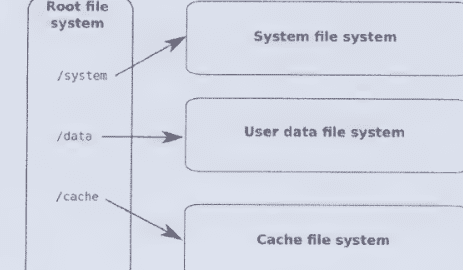 Root file
system
System file system
/system
/data
User data file system
/cache
Cache file system